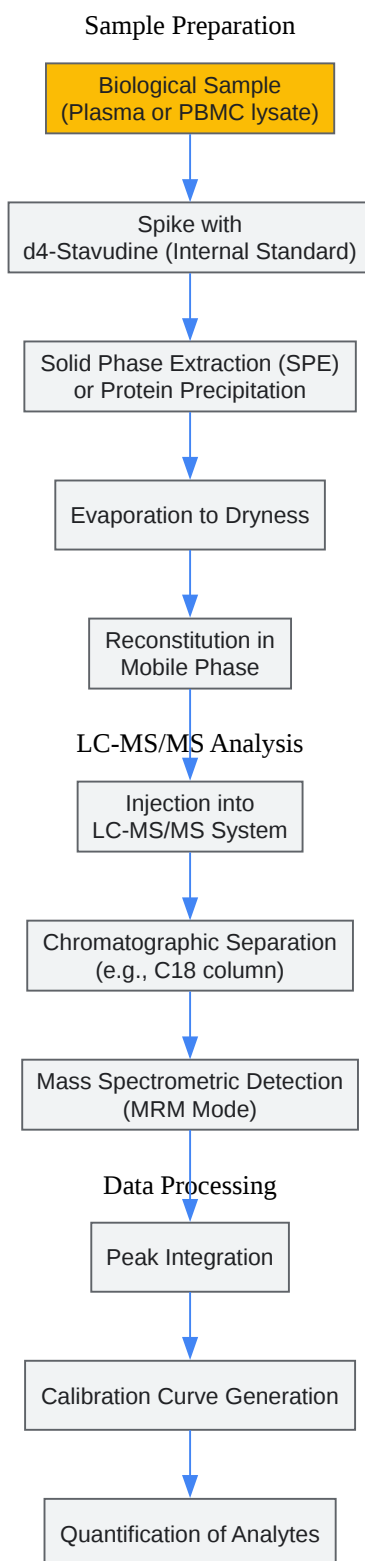 Sample Preparation
Biological Sample
(Plasma or PBMC lysate)
Spike with
d4-Stavudine (Internal Standard)
Solid Phase Extraction (SPE)
or Protein Precipitation
Evaporation to Dryness
Reconstitution in
Mobile Phase
LC-MS/MS Analysis
Injection into
LC-MS/MS System
Chromatographic Separation
(e.g., C18 column)
Mass Spectrometric Detection
(MRM Mode)
Data Processing
Peak Integration
Calibration Curve Generation
Quantification of Analytes